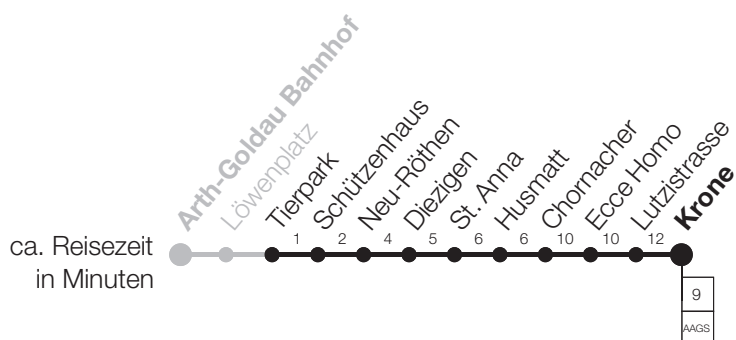 Arth-Goldau Bahnhof
Löwenplatz
Tierpark
Schützenhaus
Neu-Röthen
Diezigen
St. Anna
Husmatt
Chornacher
Ecce Homo
Lutzistrasse
Krone
ca. Reisezeit
in Minuten
1 2 4 5 6 6 10 10 12
9
AAGS